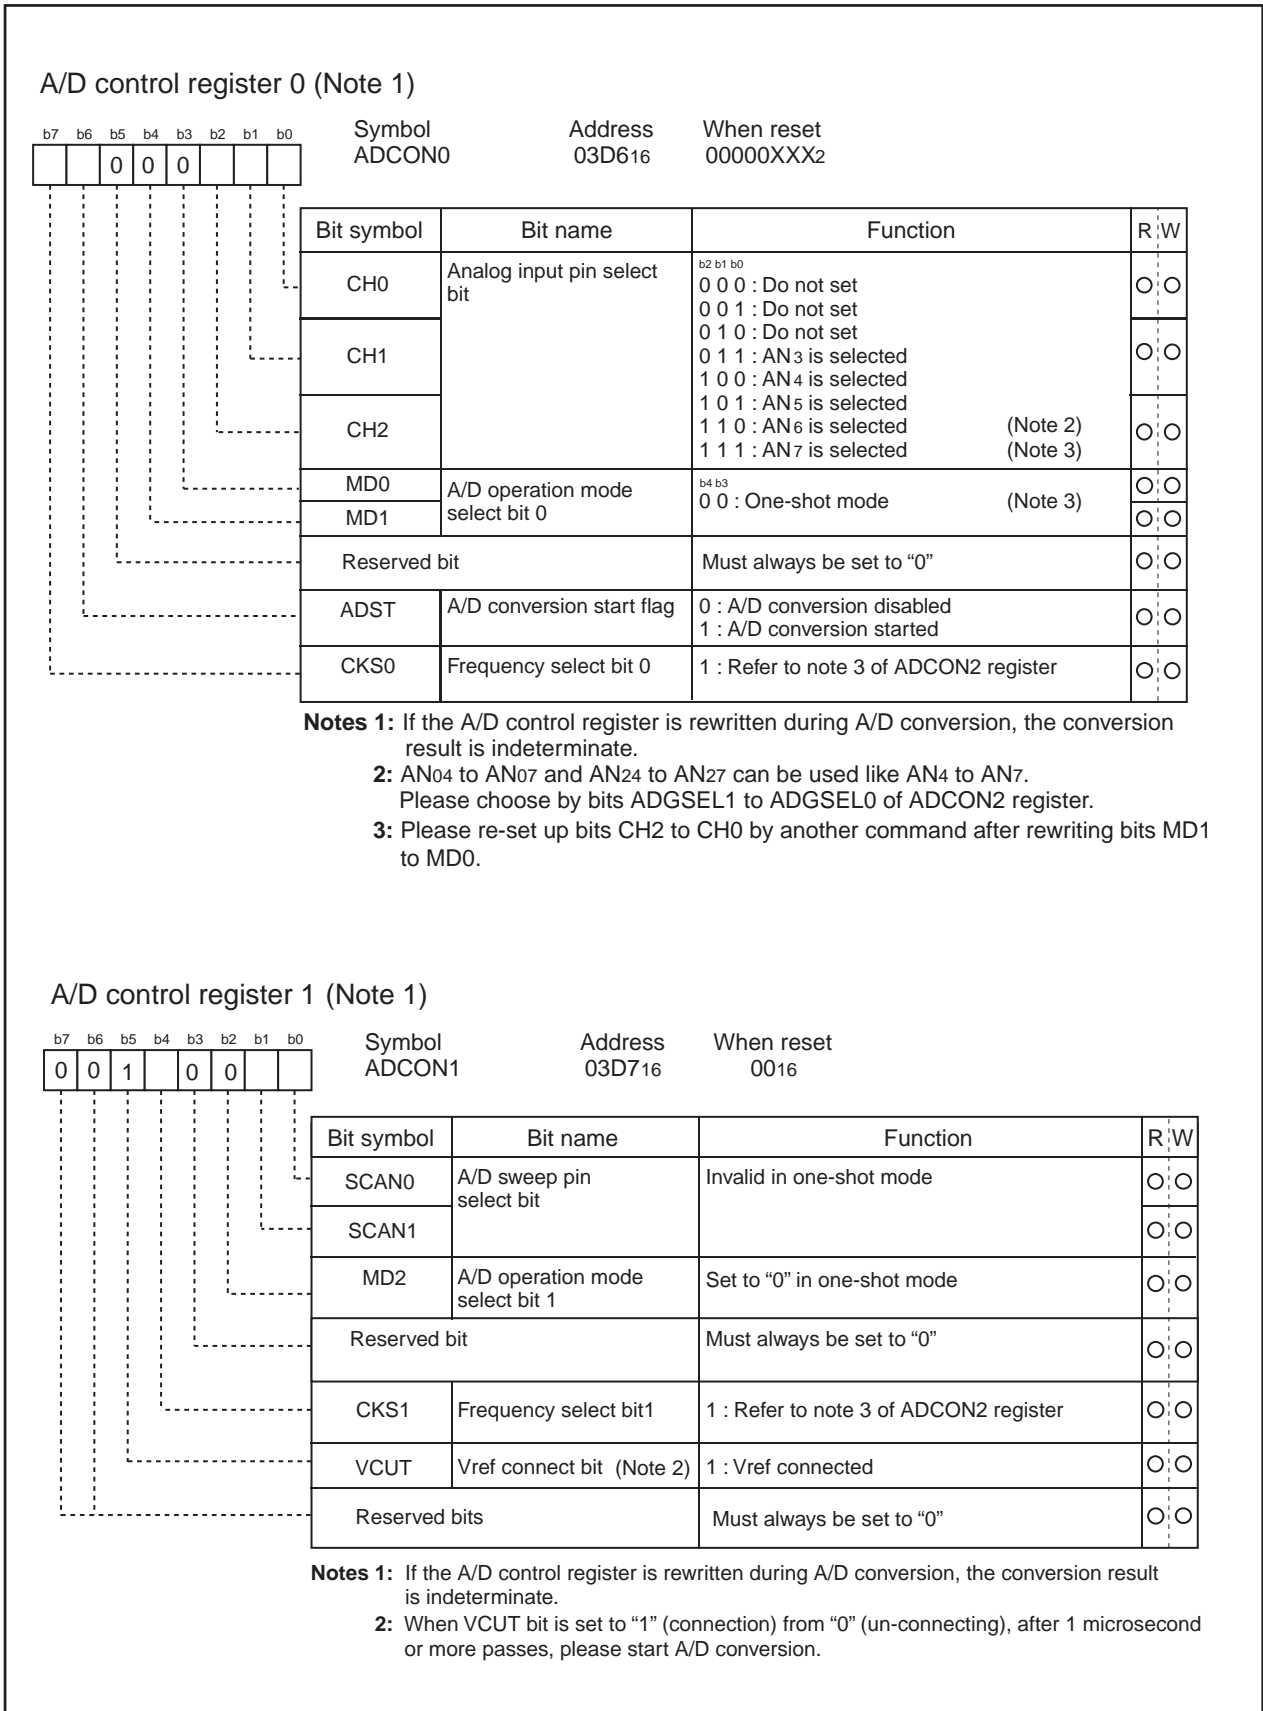 A/D control register 0 (Note 1)
b7 b6 b5 b4 b3 b2 b1 b0
0 0 0
Symbol Address When reset
ADCON0 03D616 00000XXX2
Bit symbol Bit name Function R W
CH0 Analog input pin select bit
b2 b1 b0
0 0 0 : Do not set
0 0 1 : Do not set
0 1 0 : Do not set
CH1
0 1 1 : AN3 is selected
1 0 0 : AN4 is selected
1 0 1 : AN5 is selected
CH2
1 1 0 : AN6 is selected (Note 2)
1 1 1 : AN7 is selected (Note 3)
MD0 A/D operation mode
b4 b3
0 0 : One-shot mode (Note 3)
MD1 select bit 0
Reserved bit Must always be set to “0”
ADST A/D conversion start flag 0 : A/D conversion disabled
1 : A/D conversion started
CKS0 Frequency select bit 0 1 : Refer to note 3 of ADCON2 register
Notes 1: If the A/D control register is rewritten during A/D conversion, the conversion
result is indeterminate.
2: AN04 to AN07 and AN24 to AN27 can be used like AN4 to AN7.
Please choose by bits ADGSEL1 to ADGSEL0 of ADCON2 register.
3: Please re-set up bits CH2 to CH0 by another command after rewriting bits MD1
to MD0.
A/D control register 1 (Note 1)
b7 b6 b5 b4 b3 b2 b1 b0
0 0 1 0 0
Symbol Address When reset
ADCON1 03D716 0016
Bit symbol Bit name Function R W
SCAN0 A/D sweep pin Invalid in one-shot mode
select bit
SCAN1
MD2 A/D operation mode Set to “0” in one-shot mode
select bit 1
Reserved bit Must always be set to “0”
CKS1 Frequency select bit1 1 : Refer to note 3 of ADCON2 register
VCUT Vref connect bit (Note 2) 1 : Vref connected
Reserved bits Must always be set to “0”
Notes 1: If the A/D control register is rewritten during A/D conversion, the conversion result
is indeterminate.
2: When VCUT bit is set to “1” (connection) from “0” (un-connecting), after 1 microsecond
or more passes, please start A/D conversion.